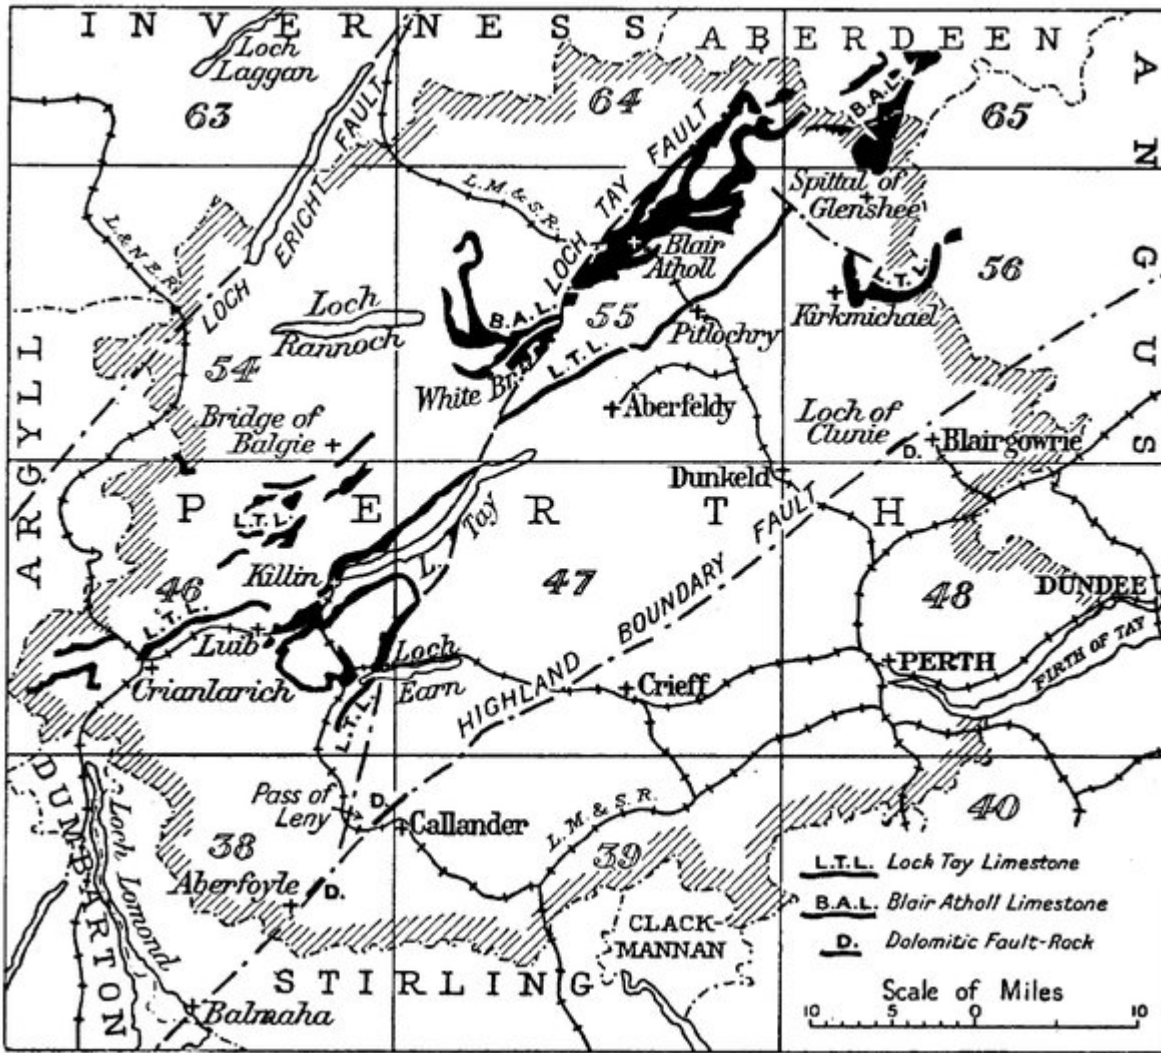 INVERNESS
ABERDEEN
ANGUS
Loch
Laggan
63
64
65
LOCH ERICHT FAULT
LOCH TAY FAULT
B.A.L.
L.M.&S.R.
L.&N.E.R.
Spittal of
Glenshee
Blair
Atholl
L.T.L.
56
Kirkmichael
Loch
Rannoch
B.A.L.
55
Pitlochry
54
White Br.
L.T.L.
Aberfeldy
ARGYLL
Bridge of
Balgie
Loch of
Clunie
D.
Blairgowrie
Dunkeld
PERTH
L.T.L.
L. Tay
Killin
46
47
48
HIGHLAND BOUNDARY FAULT
DUNDEE
L.T.L.
Luib
Crianlarich
Loch
Earn
L.T.L.
Crieff
PERTH
FIRTH OF TAY
DUMBARTON
Loch Lomond
Pass of
Leny
D.
Callander
L.M.&S.R.
38
39
40
Aberfoyle
D.
CLACK-
MANNAN
STIRLING
Balmaha
L.T.L. Lock Tay Limestone
B.A.L. Blair Atholl Limestone
D. Dolomitic Fault-Rock
Scale of Miles
10 5 0 10